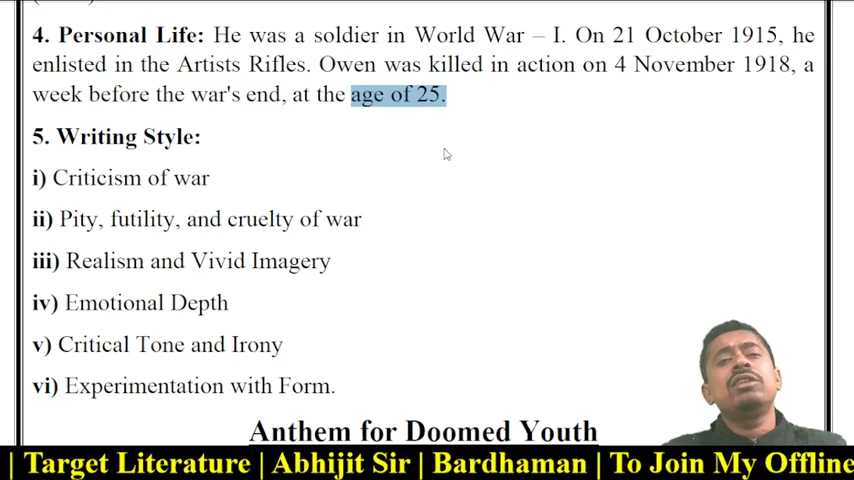 4. Personal Life: He was a soldier in World War – I. On 21 October 1915, he
enlisted in the Artists Rifles. Owen was killed in action on 4 November 1918, a
week before the war's end, at the age of 25.
5. Writing Style:
i) Criticism of war
ii) Pity, futility, and cruelty of war
iii) Realism and Vivid Imagery
iv) Emotional Depth
v) Critical Tone and Irony
vi) Experimentation with Form.
Anthem for Doomed Youth
| Target Literature | Abhijit Sir | Bardhaman | To Join My Offline